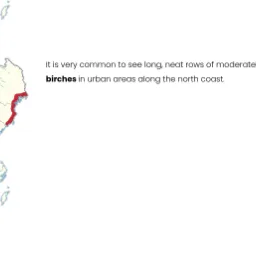 It is very common to see long, neat rows of moderate
birches in urban areas along the north coast.